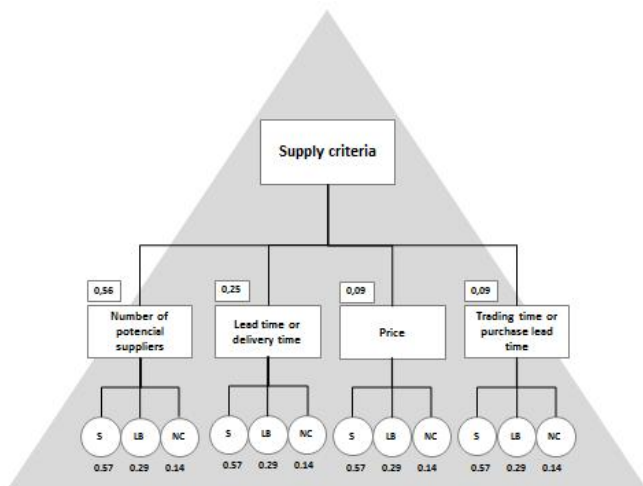 Supply criteria
0,56
0,25
0,09
0,09
Number of
potencial
suppliers
Lead time or
delivery time
Price
Trading time or
purchase lead
time
S LB NC S LB NC S LB NC S LB NC
0.57 0.29 0.14 0.57 0.29 0.14 0.57 0.29 0.14 0.57 0.29 0.14